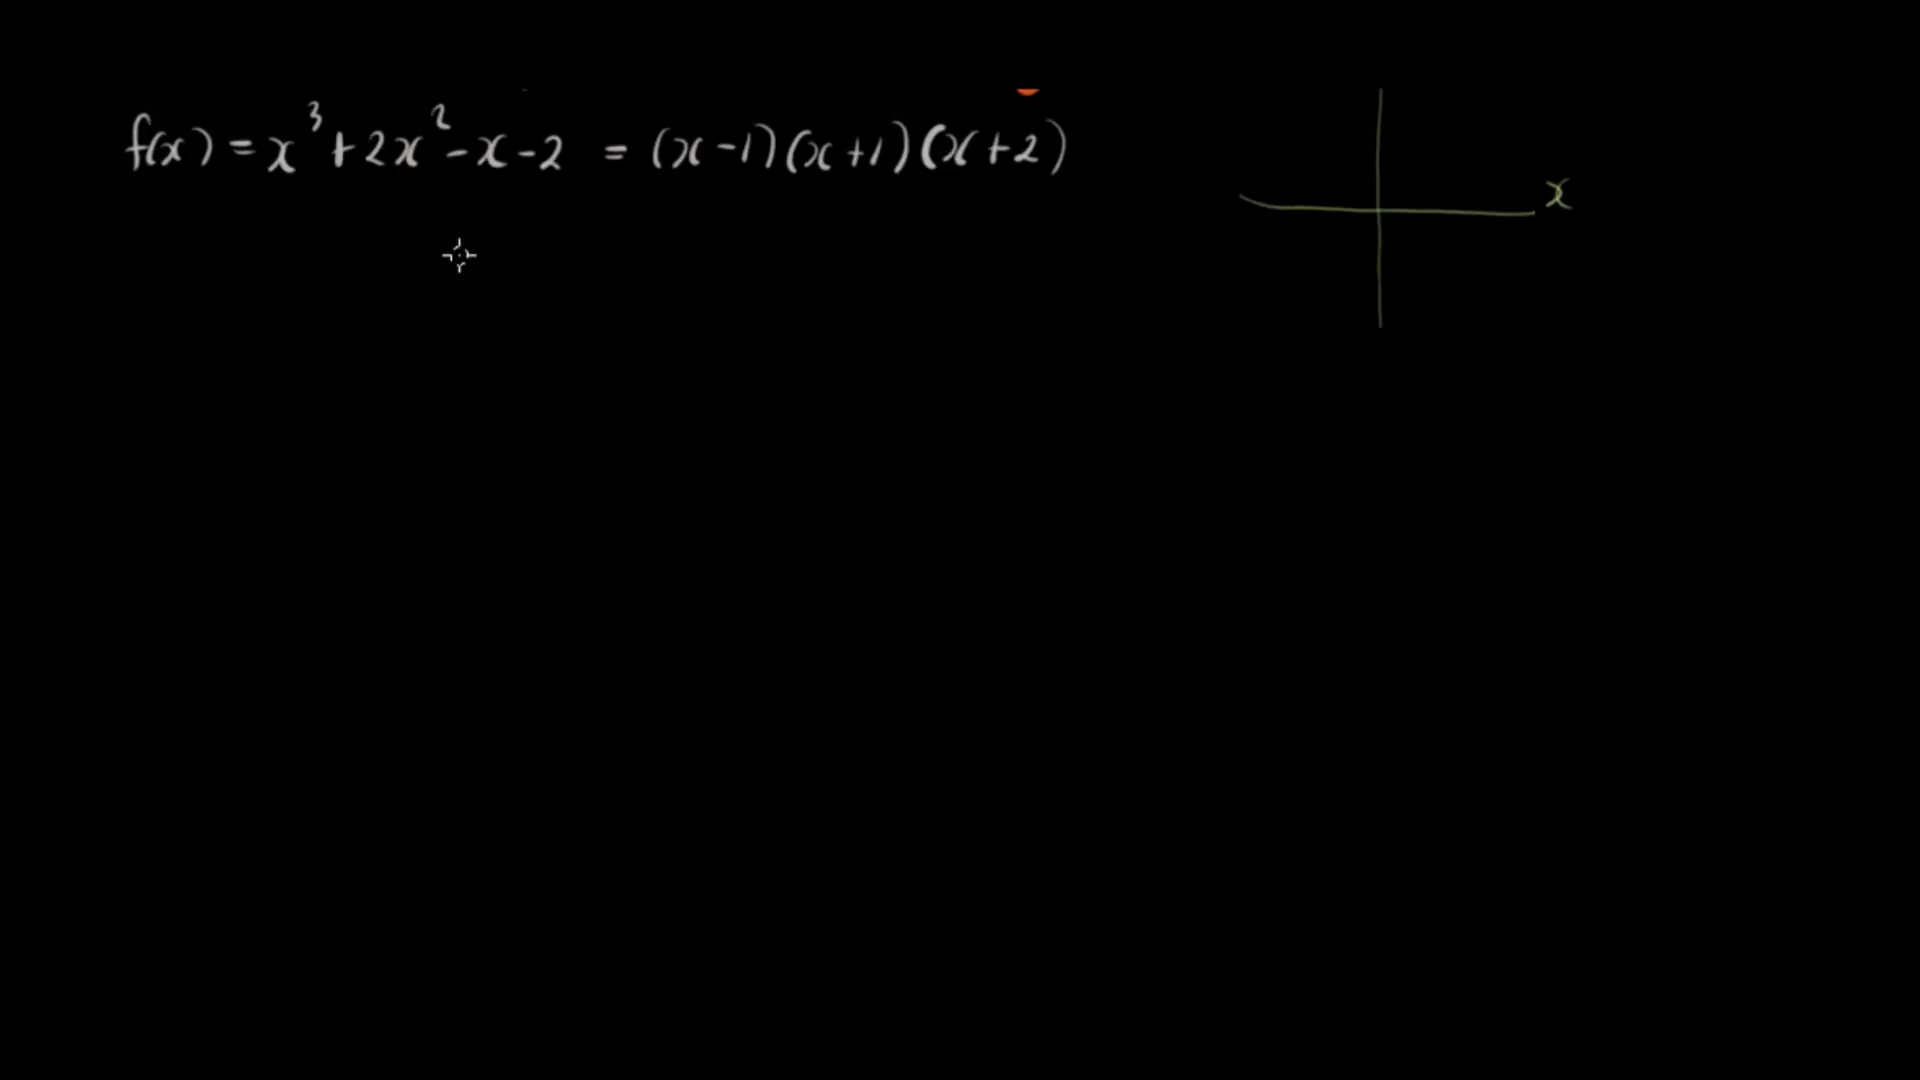 f(x) = x³ + 2x² - x - 2 = (x - 1)(x + 1)(x + 2)
x